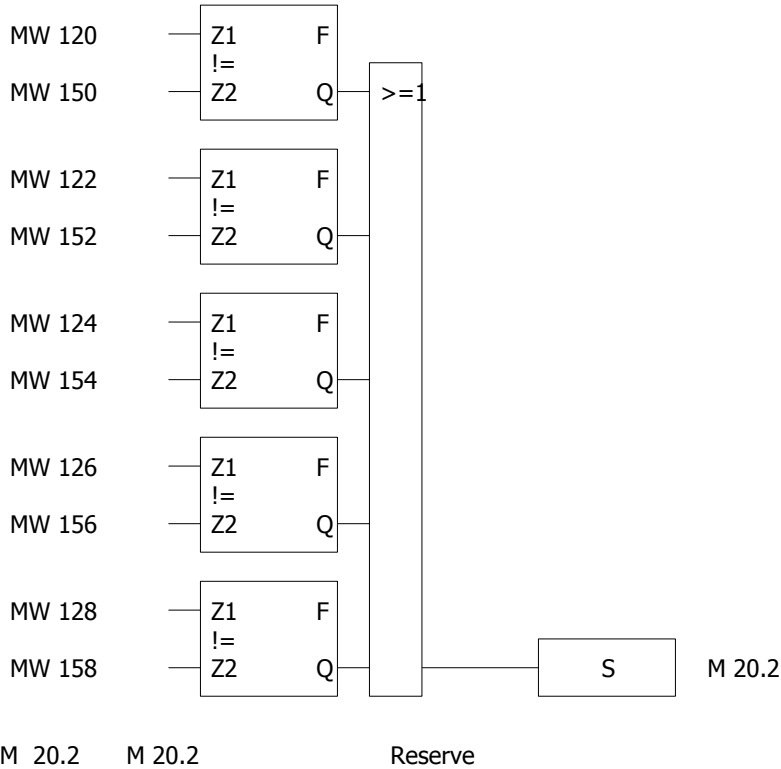 MW 120 Z1 F
!=
MW 150 Z2 Q >=1
MW 122 Z1 F
!=
MW 152 Z2 Q
MW 124 Z1 F
!=
MW 154 Z2 Q
MW 126 Z1 F
!=
MW 156 Z2 Q
MW 128 Z1 F
!=
MW 158 Z2 Q S M 20.2
M 20.2 M 20.2 Reserve